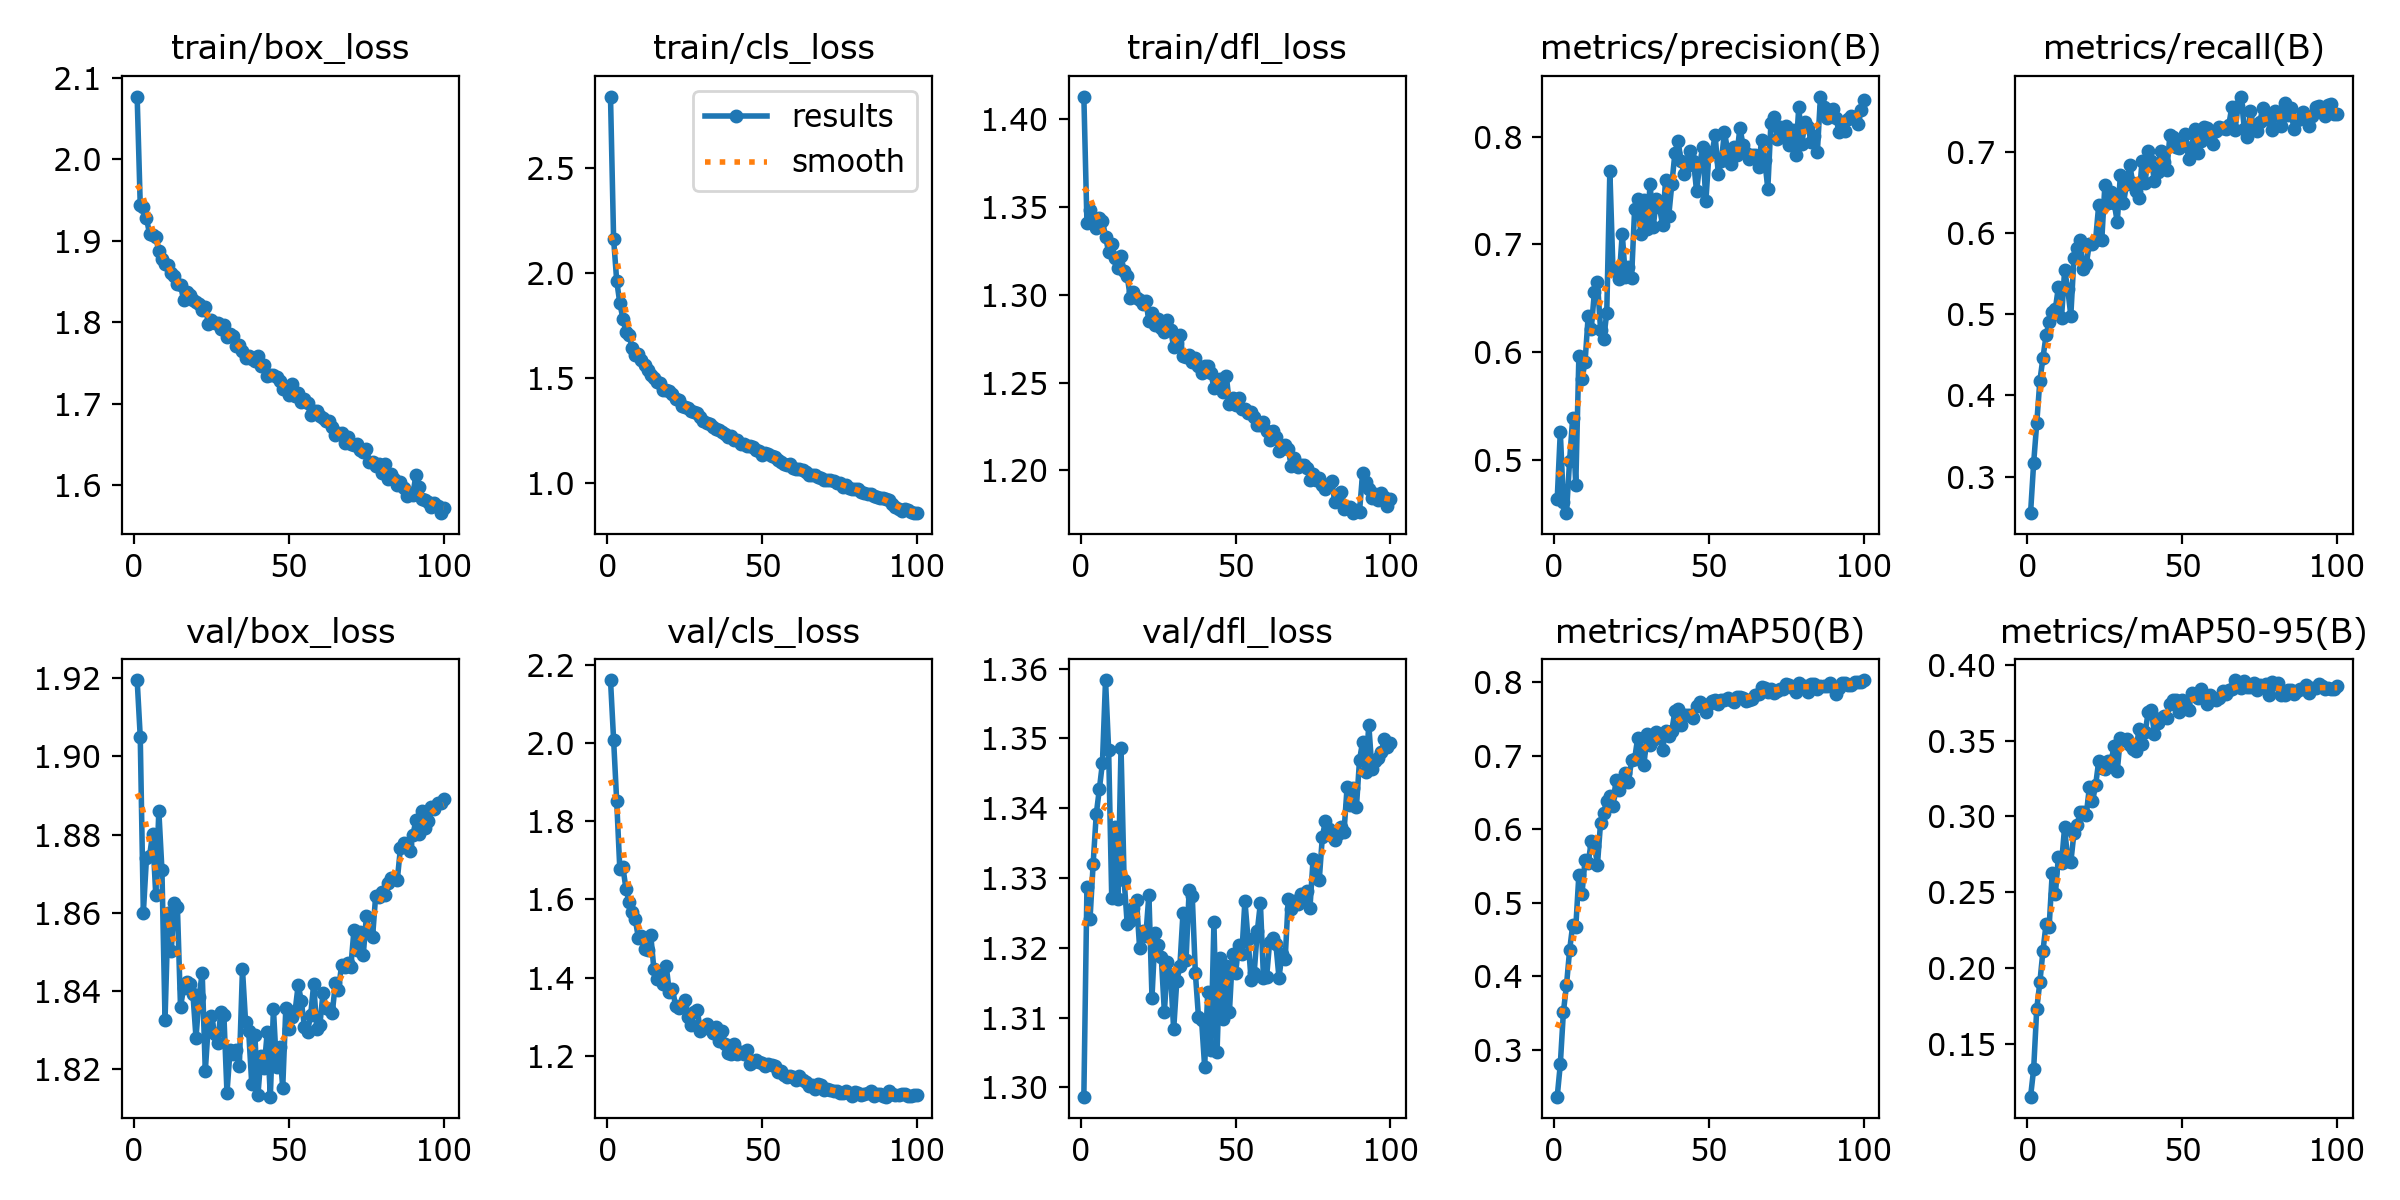 train/box_loss
2.1
2.0
1.9
1.8
1.7
1.6
0 50 100
train/cls_loss
results
smooth
2.5
2.0
1.5
1.0
0 50 100
train/dfl_loss
1.40
1.35
1.30
1.25
1.20
0 50 100
metrics/precision(B)
0.8
0.7
0.6
0.5
0 50 100
metrics/recall(B)
0.7
0.6
0.5
0.4
0.3
0 50 100
val/box_loss
1.92
1.90
1.88
1.86
1.84
1.82
0 50 100
val/cls_loss
2.2
2.0
1.8
1.6
1.4
1.2
0 50 100
val/dfl_loss
1.36
1.35
1.34
1.33
1.32
1.31
1.30
0 50 100
metrics/mAP50(B)
0.8
0.7
0.6
0.5
0.4
0.3
0 50 100
metrics/mAP50-95(B)
0.40
0.35
0.30
0.25
0.20
0.15
0 50 100